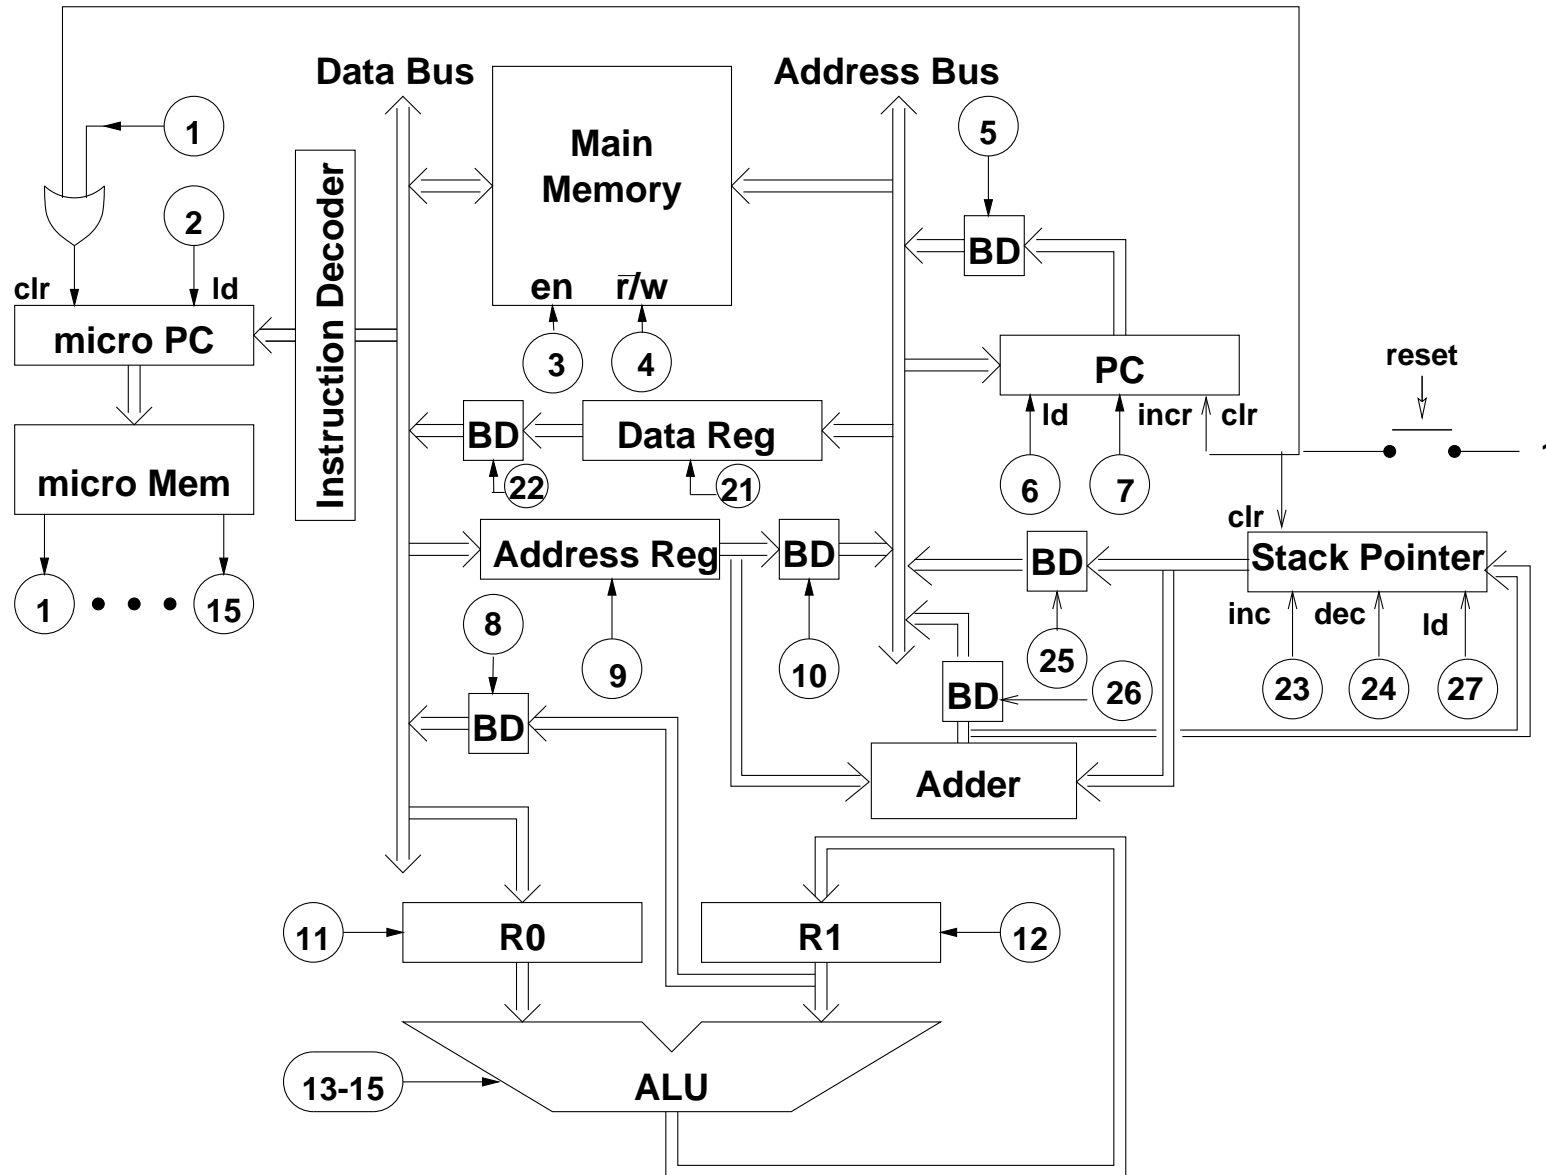 Data Bus
Address Bus
1
5
Main
Memory
2
BD
Instruction Decoder
clr
ld
en
r̅/w
micro PC
3
4
PC
reset
ld
incr
clr
BD
Data Reg
micro Mem
22
21
6
7
clr
Address Reg
BD
BD
Stack Pointer
1
15
8
9
10
inc
dec
ld
25
23
24
27
BD
26
BD
Adder
11
R0
R1
12
13-15
ALU